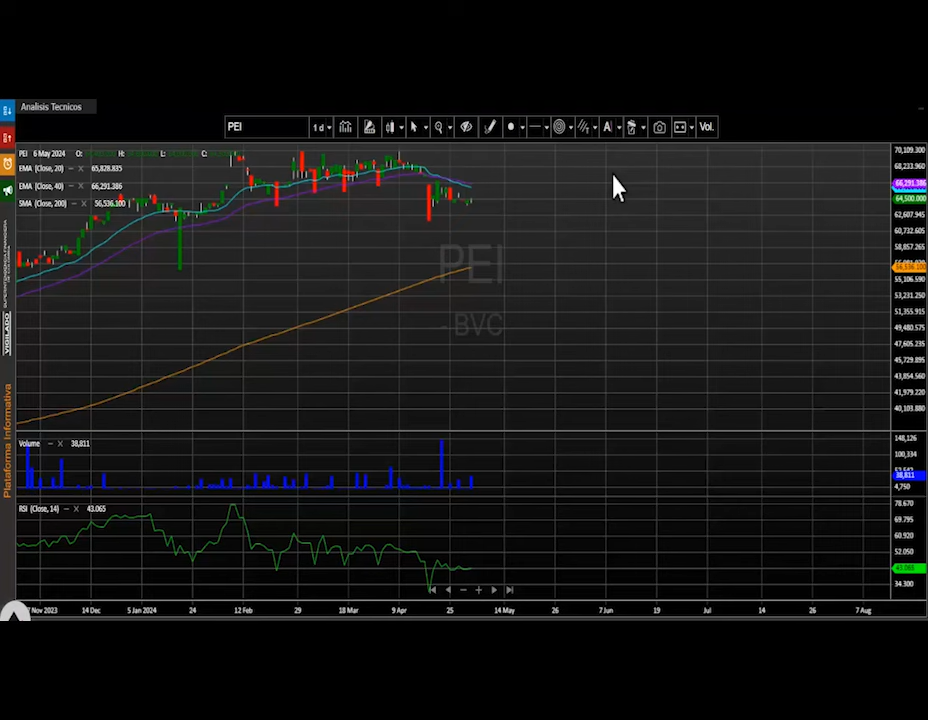 Analisis Tecnicos
PEI 1 d Vol.
PEI 6 May 2024 O: H: L: C:
EMA (Close, 20) 65,828.835
EMA (Close, 40) 66,291.386
SMA (Close, 200) 56,536.100
70,109.300
68,233.960
66,291.386
64,500.000
62,607.945
60,732.605
58,857.265
56,536.100
55,106.590
53,231.250
51,355.915
49,480.575
47,605.235
45,729.895
43,854.560
41,979.220
40,103.880
PEI
- BVC
VIGILADO
Plataforma Informativa
Volume 38,811
148,126
100,334
38,811
4,750
RSI (Close, 14) 43.065
78.670
69.795
60.920
52.050
43.065
34.300
Nov 2023 14 Dec 5 Jan 2024 24 12 Feb 29 18 Mar 9 Apr 25 14 May 26 7 Jun 19 Jul 14 26 7 Aug